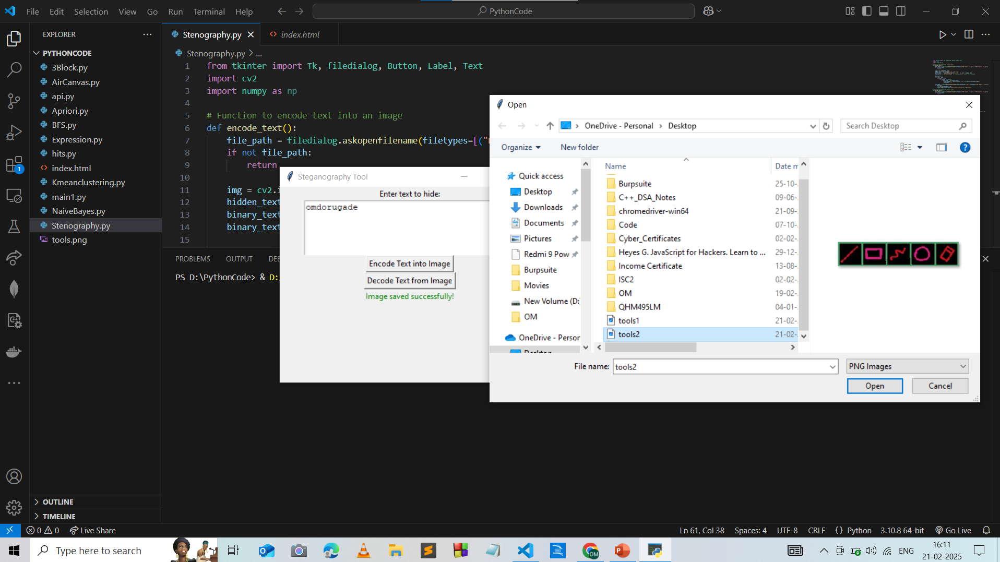 File Edit Selection View Go Run Terminal Help
PythonCode
EXPLORER
PYTHONCODE
3Block.py
AirCanvas.py
api.py
Apriori.py
BFS.py
Expression.py
hits.py
index.html
Kmeanclustering.py
main1.py
NaiveBayes.py
Stenography.py
tools.png
OUTLINE
TIMELINE
1
Stenography.py
index.html
Stenography.py > ...
1 from tkinter import Tk, filedialog, Button, Label, Text
2 import cv2
3 import numpy as np
4
5 # Function to encode text into an image
6 def encode_text():
7 file_path = filedialog.askopenfilename(filetypes=[("
8 if not file_path:
9 return
10
11 img = cv2.i
12 hidden_text
13 binary_text
14 binary_text
15
PROBLEMS OUTPUT DEB
PS D:\PythonCode> & D:
Steganography Tool
Enter text to hide:
omdorugade
Encode Text into Image
Decode Text from Image
Image saved successfully!
Open
OneDrive - Personal > Desktop
Search Desktop
Organize
New folder
Quick access
Desktop
Downloads
Documents
Pictures
Redmi 9 Pow
Burpsuite
Movies
New Volume (D:
OM
OneDrive - Person
Desktop
Name Date m
Burpsuite 25-10-
C++_DSA_Notes 09-06-
chromedriver-win64 21-09-
Code 07-10-
Cyber_Certificates 02-02-
Heyes G. JavaScript for Hackers. Learn to ... 29-12-
Income Certificate 13-08-
ISC2 02-02-
OM 19-02-
QHM495LM 04-01-
tools1 21-02-
tools2 21-02-
File name: tools2
PNG Images
Open
Cancel
0 0 Live Share
Ln 61, Col 38 Spaces: 4 UTF-8 CRLF {} Python 3.10.8 64-bit Go Live
Type here to search
OM
ENG
16:11
21-02-2025